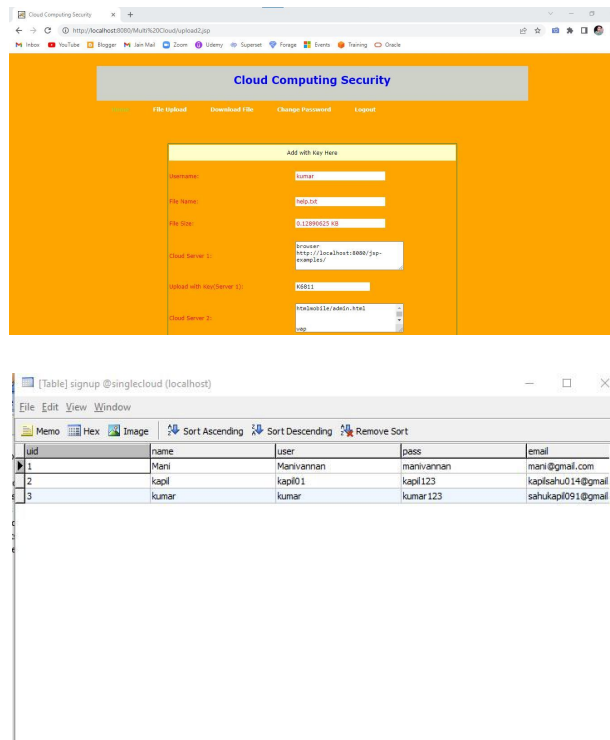 Cloud Computing Security
http://localhost:8080/Multi%20Cloud/upload2.jsp
Inbox YouTube Blogger Jain Mail Zoom Udemy Superset Forage Events Training Oracle
Cloud Computing Security
File Upload Download File Change Password Logout
Add with Key Here
Username: kumar
File Name: help.txt
File Size: 0.12890625 KB
Cloud Server 1: browser
http://localhost:8080/jsp-
examples/
Upload with Key(Server 1): K6811
Cloud Server 2: htmlmobile/admin.html
wap
[Table] signup @singlecloud (localhost)
File Edit View Window
Memo Hex Image Sort Ascending Sort Descending Remove Sort
uid name user pass email
1 Mani Manivannan manivannan mani@gmail.com
2 kapil kapil01 kapil123 kapilsahu014@gmail
3 kumar kumar kumar123 sahukapil091@gmail